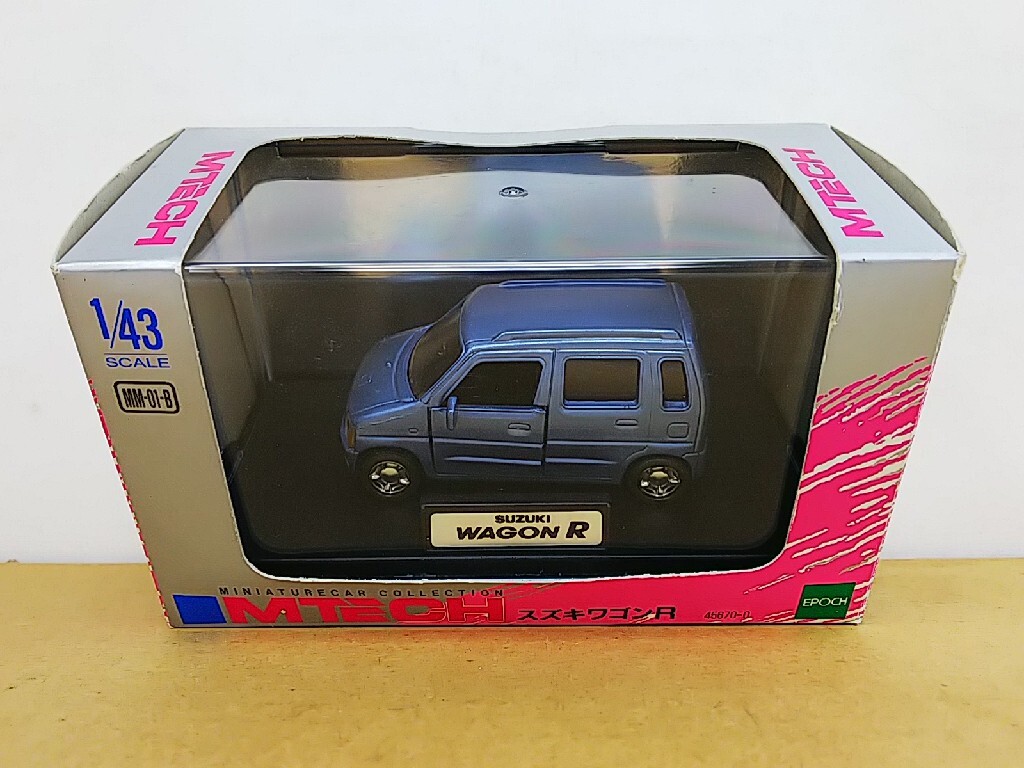 MTECH
MTECH
1/43
SCALE
MM-01-B
SUZUKI
WAGON R
MINIATURECAR COLLECTION
MTECH スズキワゴンR
EPOCH